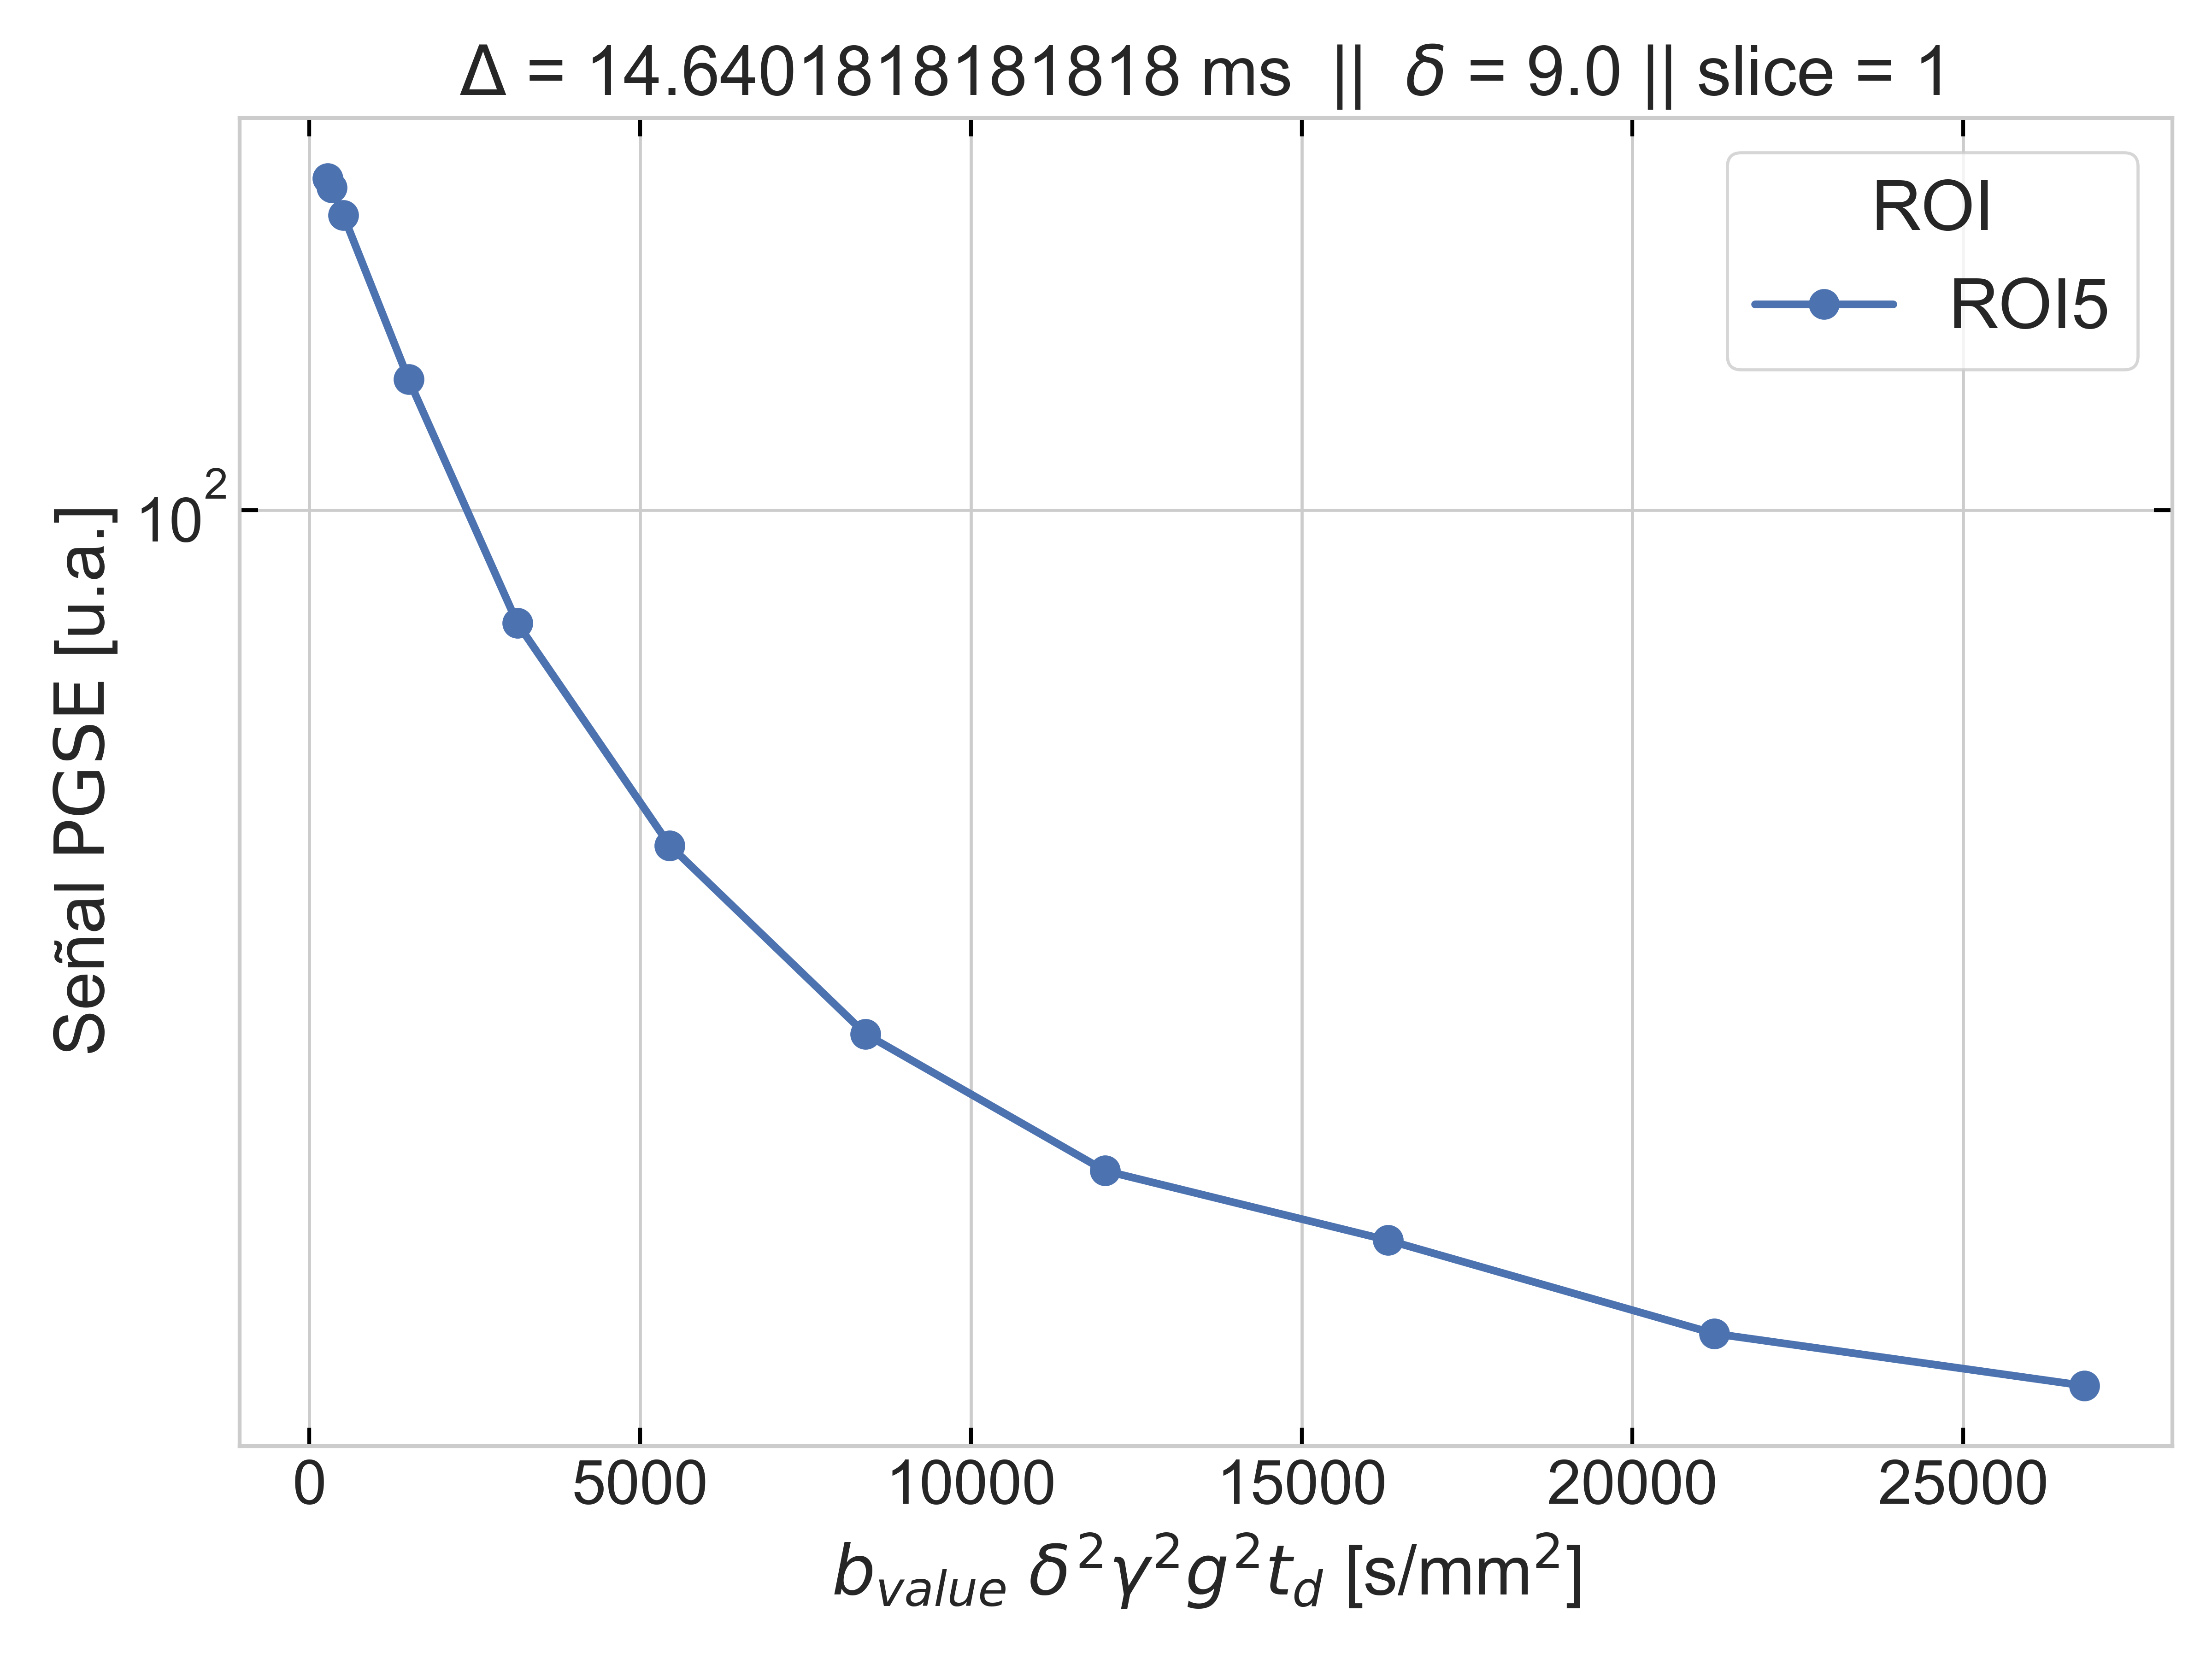 Δ = 14.640181818181818 ms || δ = 9.0 || slice = 1
ROI
ROI5
10²
Señal PGSE [u.a.]
0 5000 10000 15000 20000 25000
b_value δ²γ²g²t_d [s/mm²]